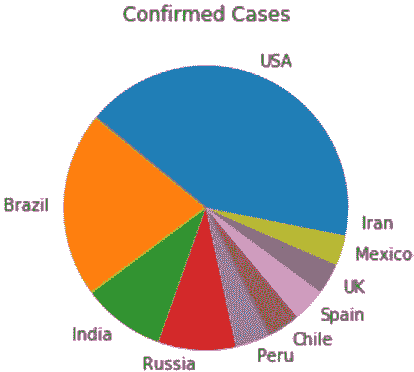 Confirmed Cases
USA
Brazil
Iran
Mexico
UK
Spain
India
Chile
Peru
Russia